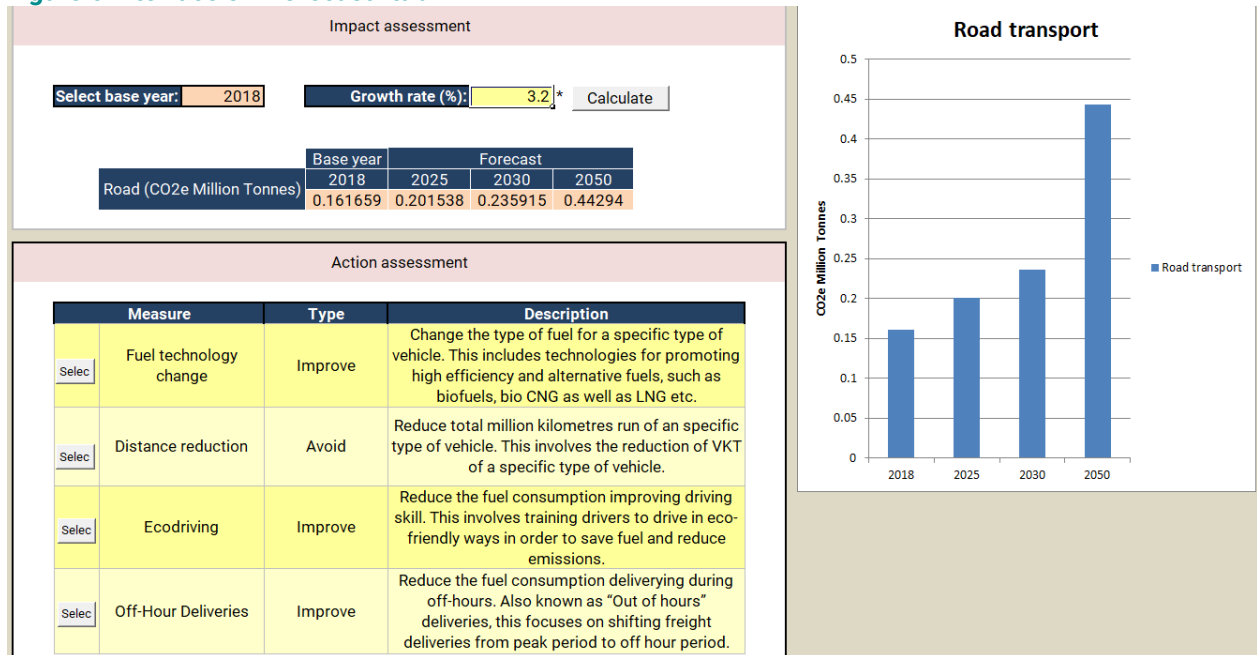 Impact assessment
Select base year: 2018 Growth rate (%): 3.2 * Calculate
Base year Forecast
Road (CO2e Million Tonnes) 2018 2025 2030 2050
0.161659 0.201538 0.235915 0.44294
Action assessment
Measure Type Description
Selec
Fuel technology
change
Improve
Change the type of fuel for a specific type of
vehicle. This includes technologies for promoting
high efficiency and alternative fuels, such as
biofuels, bio CNG as well as LNG etc.
Selec
Distance reduction
Avoid
Reduce total million kilometres run of an specific
type of vehicle. This involves the reduction of VKT
of a specific type of vehicle.
Selec
Ecodriving
Improve
Reduce the fuel consumption improving driving
skill. This involves training drivers to drive in eco-
friendly ways in order to save fuel and reduce
emissions.
Selec
Off-Hour Deliveries
Improve
Reduce the fuel consumption deliverying during
off-hours. Also known as “Out of hours”
deliveries, this focuses on shifting freight
deliveries from peak period to off hour period.
Road transport
CO2e Million Tonnes
0.5
0.45
0.4
0.35
0.3
0.25
0.2
0.15
0.1
0.05
0
2018 2025 2030 2050
Road transport